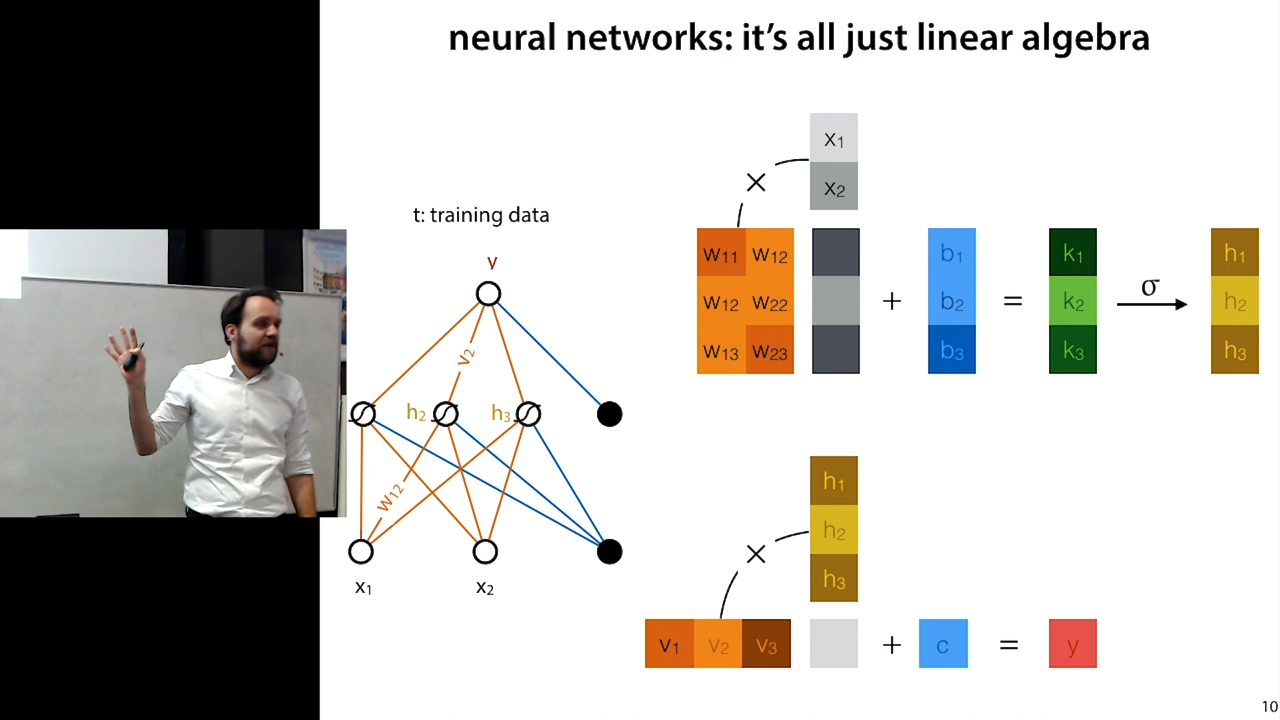 neural networks: it's all just linear algebra
x₁
x₂
×
t: training data
y
w₁₁ w₁₂
w₁₂ w₂₂
w₁₃ w₂₃
+
b₁
b₂
b₃
=
k₁
k₂
k₃
σ
h₁
h₂
h₃
v₂
h₂
h₃
w₁₂
x₁
x₂
h₁
h₂
h₃
×
v₁ v₂ v₃ + c = y
10